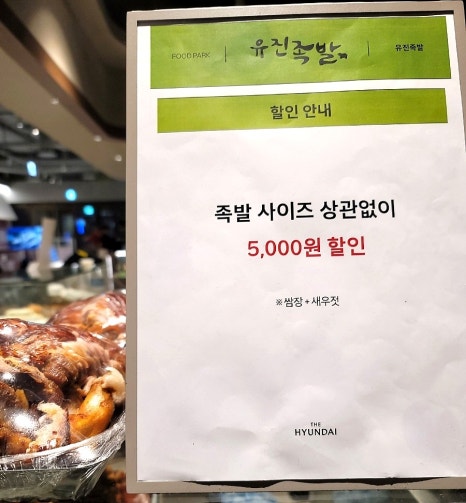 FOOD PARK
유진족발
유진족발
할인 안내
족발 사이즈 상관없이
5,000원 할인
※ 쌈장 + 새우젓
THE
HYUNDAI